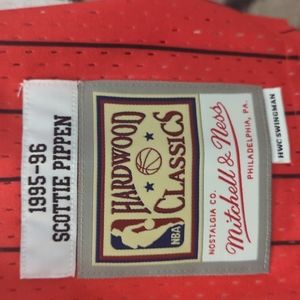 1995-96
SCOTTIE PIPPEN
HARDWOOD
CLASSICS
NBA
NOSTALGIA CO.
Mitchell & Ness
PHILADELPHIA, PA.
HWC SWINGMAN